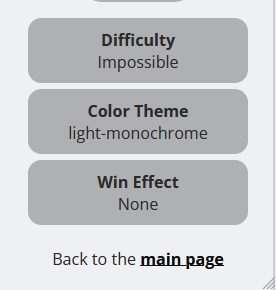 Difficulty
Impossible
Color Theme
light-monochrome
Win Effect
None
Back to the main page